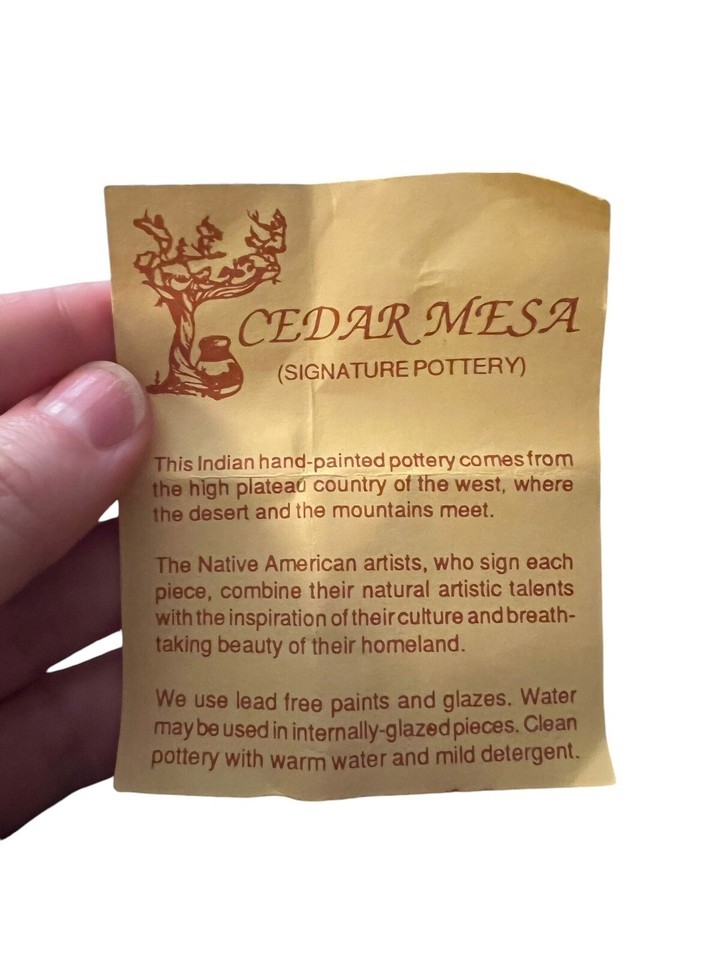 CEDAR MESA
(SIGNATURE POTTERY)
This Indian hand-painted pottery comes from
the high plateau country of the west, where
the desert and the mountains meet.
The Native American artists, who sign each
piece, combine their natural artistic talents
with the inspiration of their culture and breath-
taking beauty of their homeland.
We use lead free paints and glazes. Water
may be used in internally-glazed pieces. Clean
pottery with warm water and mild detergent.